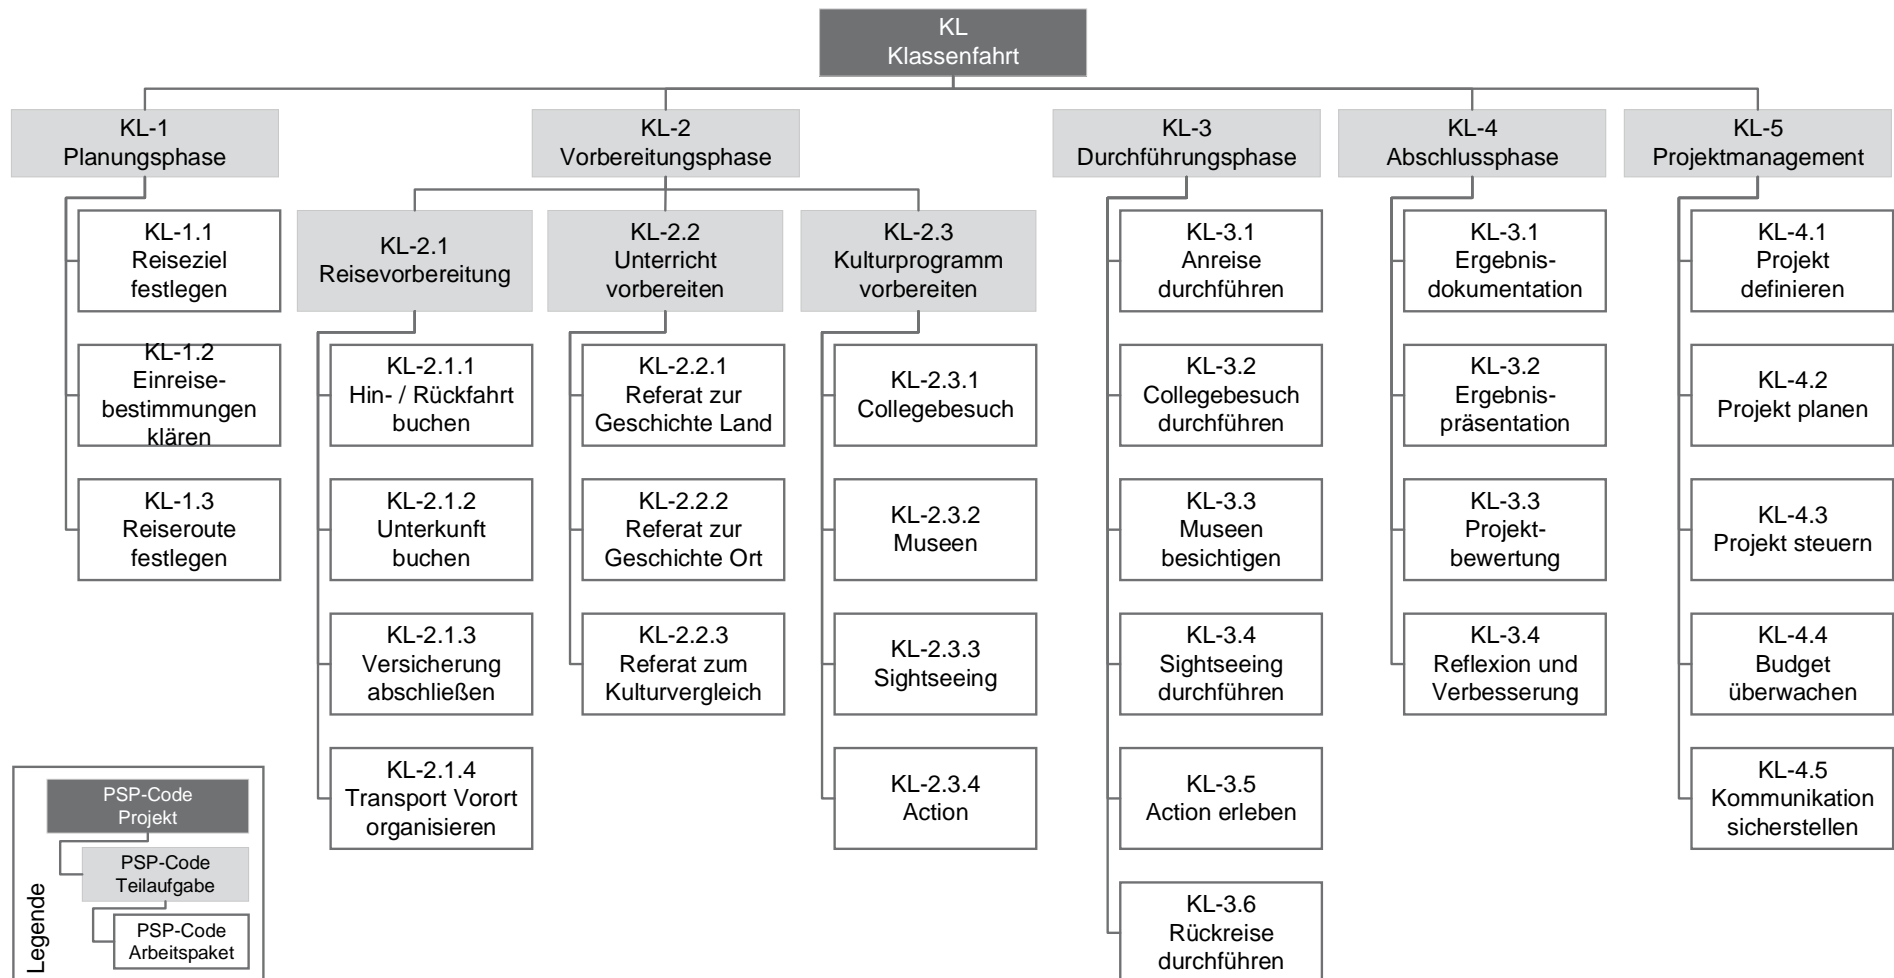 KL
Klassenfahrt
KL-1
Planungsphase
KL-2
Vorbereitungsphase
KL-3
Durchführungsphase
KL-4
Abschlussphase
KL-5
Projektmanagement
KL-1.1
Reiseziel
festlegen
KL-1.2
Einreise-
bestimmungen
klären
KL-1.3
Reiseroute
festlegen
KL-2.1
Reisevorbereitung
KL-2.1.1
Hin- / Rückfahrt
buchen
KL-2.1.2
Unterkunft
buchen
KL-2.1.3
Versicherung
abschließen
KL-2.1.4
Transport Vorort
organisieren
KL-2.2
Unterricht
vorbereiten
KL-2.2.1
Referat zur
Geschichte Land
KL-2.2.2
Referat zur
Geschichte Ort
KL-2.2.3
Referat zum
Kulturvergleich
KL-2.3
Kulturprogramm
vorbereiten
KL-2.3.1
Collegebesuch
KL-2.3.2
Museen
KL-2.3.3
Sightseeing
KL-2.3.4
Action
KL-3.1
Anreise
durchführen
KL-3.2
Collegebesuch
durchführen
KL-3.3
Museen
besichtigen
KL-3.4
Sightseeing
durchführen
KL-3.5
Action erleben
KL-3.6
Rückreise
durchführen
KL-3.1
Ergebnis-
dokumentation
KL-3.2
Ergebnis-
präsentation
KL-3.3
Projekt-
bewertung
KL-3.4
Reflexion und
Verbesserung
KL-4.1
Projekt
definieren
KL-4.2
Projekt planen
KL-4.3
Projekt steuern
KL-4.4
Budget
überwachen
KL-4.5
Kommunikation
sicherstellen
Legende
PSP-Code
Projekt
PSP-Code
Teilaufgabe
PSP-Code
Arbeitspaket